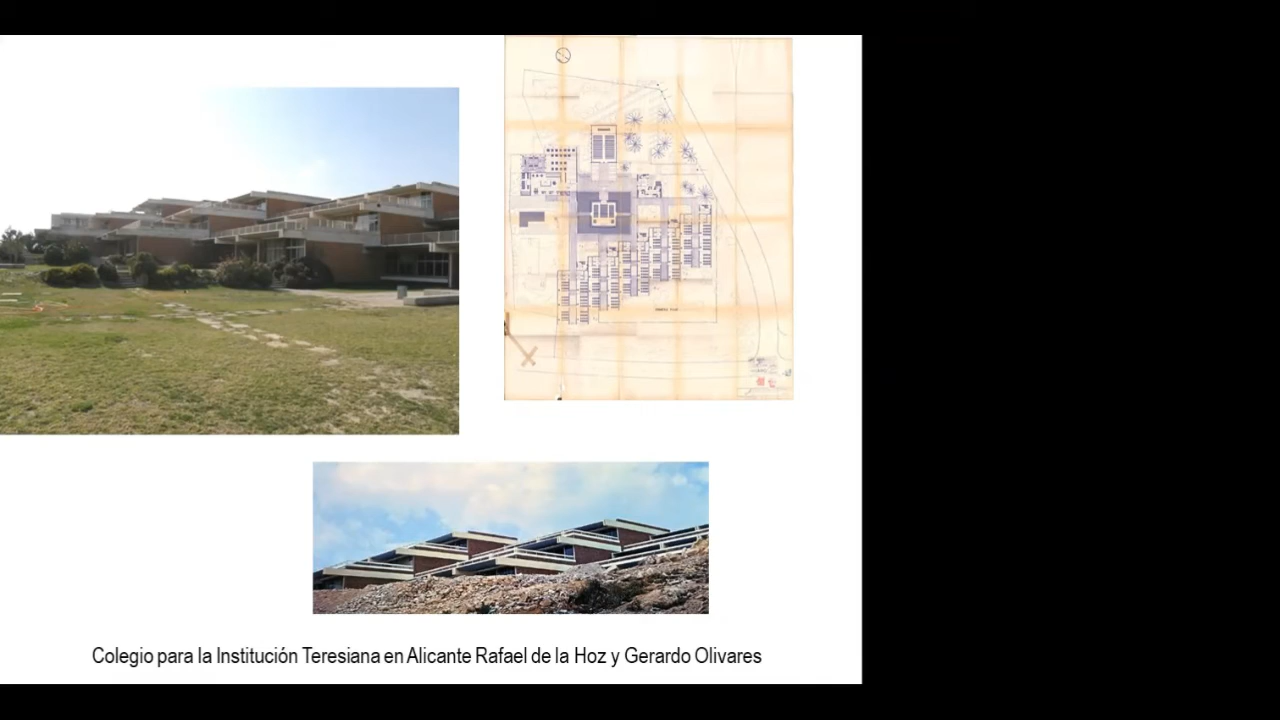 Colegio para la Institución Teresiana en Alicante Rafael de la Hoz y Gerardo Olivares